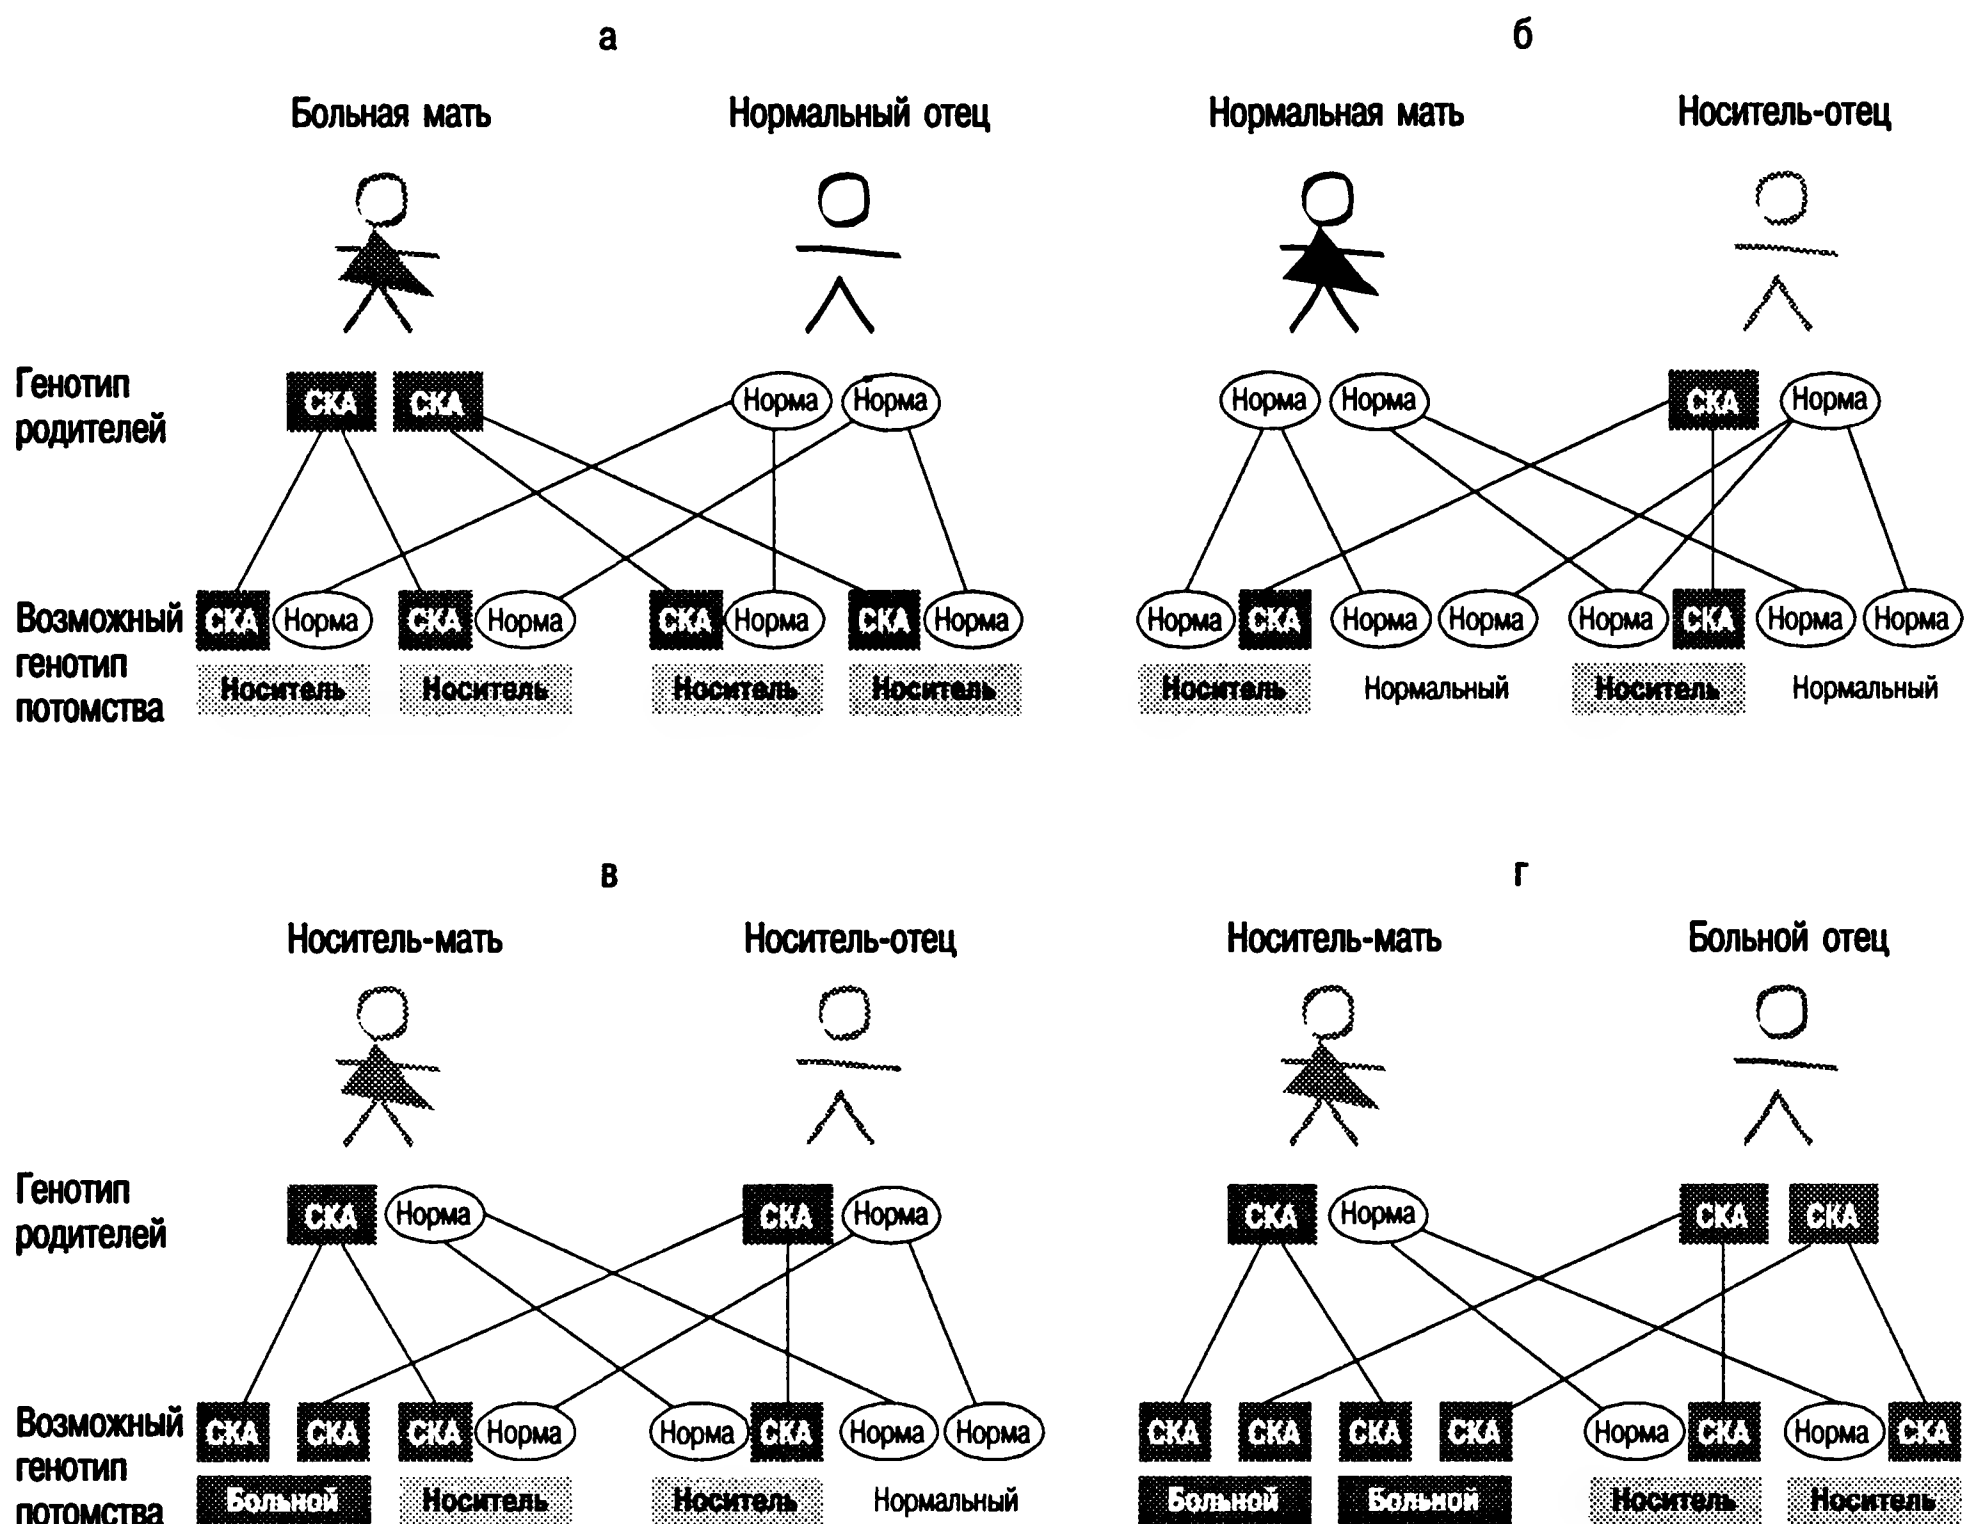 а
Больная мать Нормальный отец
Генотип
родителей
СКА СКА Норма Норма
Возможный
генотип
потомства
СКА Норма СКА Норма СКА Норма СКА Норма
Носитель Носитель Носитель Носитель
б
Нормальная мать Носитель-отец
Норма Норма СКА Норма
Норма СКА Норма Норма Норма СКА Норма Норма
Носитель Нормальный Носитель Нормальный
в
Носитель-мать Носитель-отец
Генотип
родителей
СКА Норма СКА Норма
Возможный
генотип
потомства
СКА СКА СКА Норма Норма СКА Норма Норма
Больной Носитель Носитель Нормальный
г
Носитель-мать Больной отец
СКА Норма СКА СКА
СКА СКА СКА СКА Норма СКА Норма СКА
Больной Больной Носитель Носитель